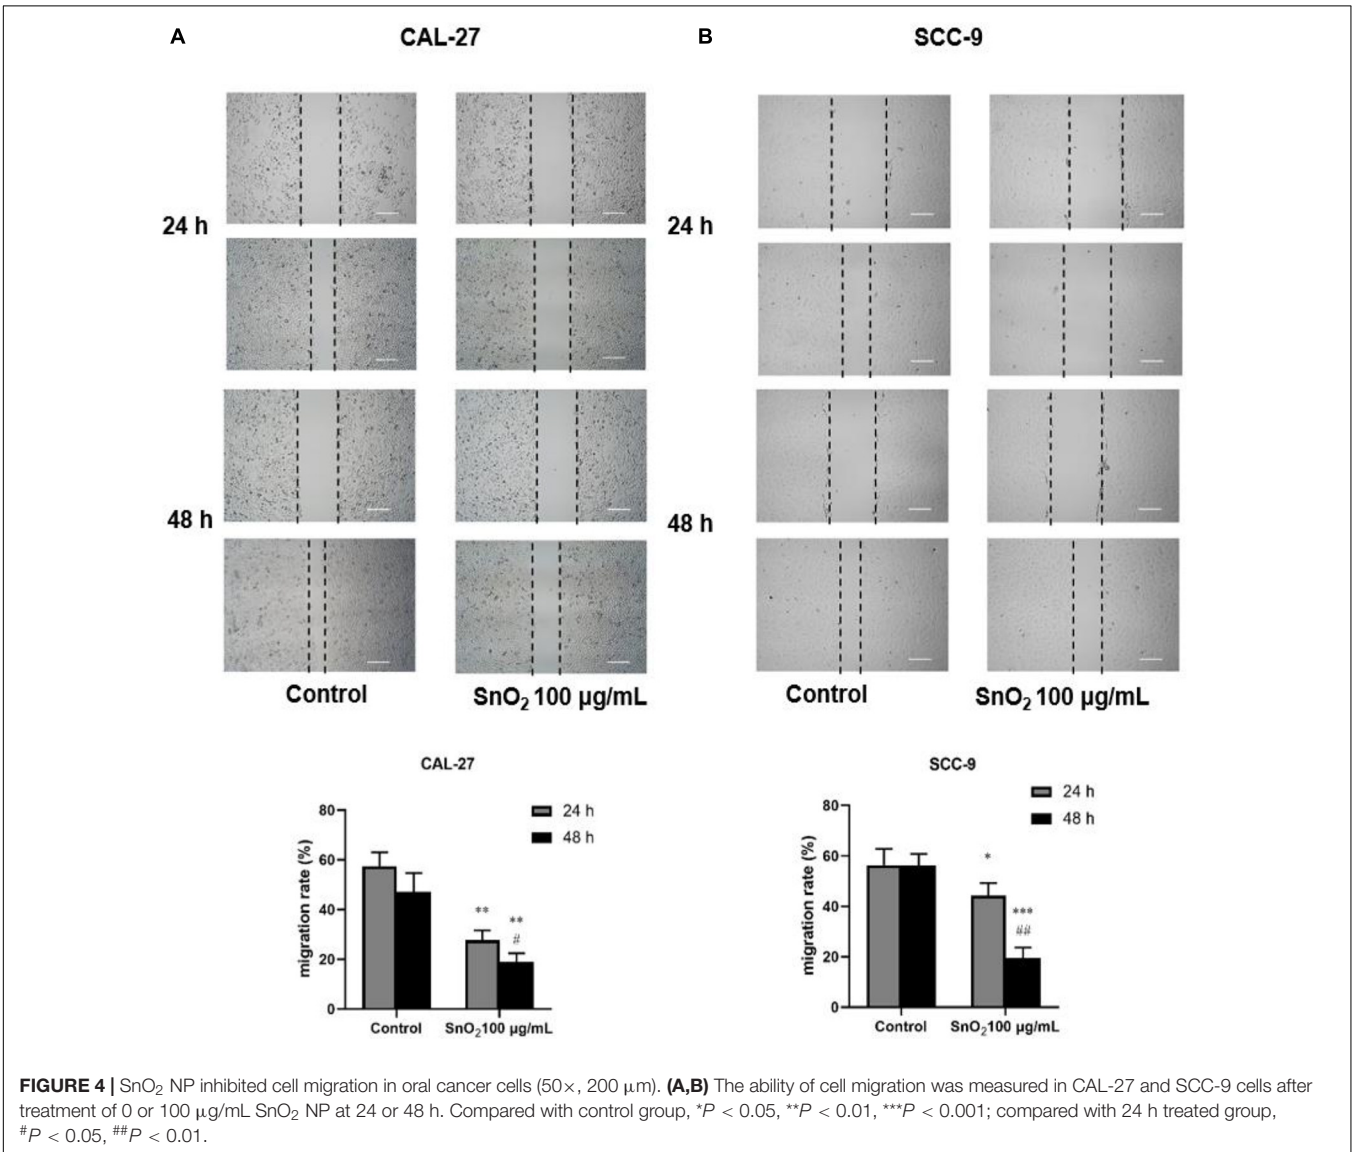 A CAL-27 B SCC-9
24 h 24 h
48 h 48 h
Control SnO₂ 100 µg/mL Control SnO₂ 100 µg/mL
CAL-27
24 h
48 h
migration rate (%)
80
60
40
20
0
Control SnO₂100 µg/mL
** ** #
SCC-9
24 h
48 h
migration rate (%)
80
60
40
20
0
Control SnO₂100 µg/mL
* *** ##
FIGURE 4 | SnO₂ NP inhibited cell migration in oral cancer cells (50×, 200 µm). (A,B) The ability of cell migration was measured in CAL-27 and SCC-9 cells after
treatment of 0 or 100 µg/mL SnO₂ NP at 24 or 48 h. Compared with control group, *P < 0.05, **P < 0.01, ***P < 0.001; compared with 24 h treated group,
#P < 0.05, ##P < 0.01.